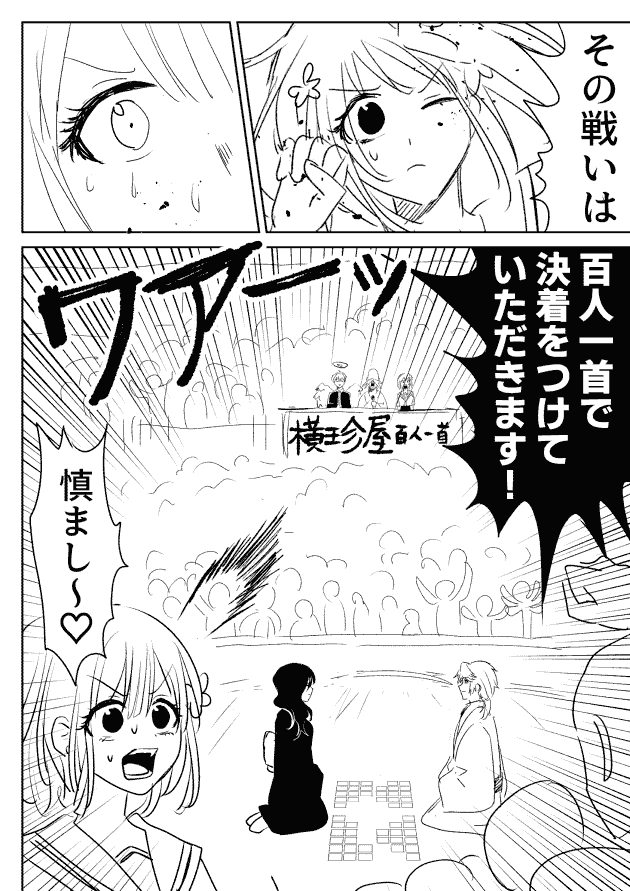 その戦いは
百人一首で
決着をつけて
いただきます！
ワアーッ
横王珍屋百人一首
慎まし～♡